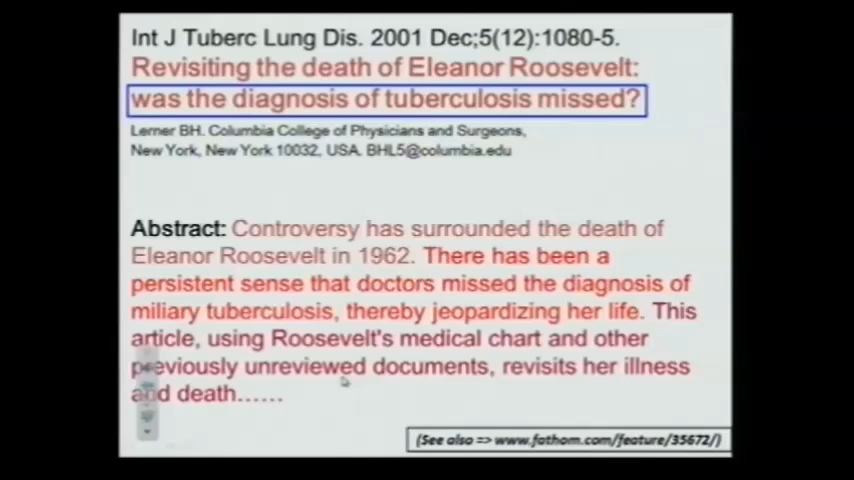 Int J Tuberc Lung Dis. 2001 Dec;5(12):1080-5.
Revisiting the death of Eleanor Roosevelt:
was the diagnosis of tuberculosis missed?
Lerner BH. Columbia College of Physicians and Surgeons,
New York, New York 10032, USA. BHL5@columbia.edu
Abstract: Controversy has surrounded the death of
Eleanor Roosevelt in 1962. There has been a
persistent sense that doctors missed the diagnosis of
miliary tuberculosis, thereby jeopardizing her life. This
article, using Roosevelt's medical chart and other
previously unreviewed documents, revisits her illness
and death......
(See also => www.fathom.com/feature/35672/)